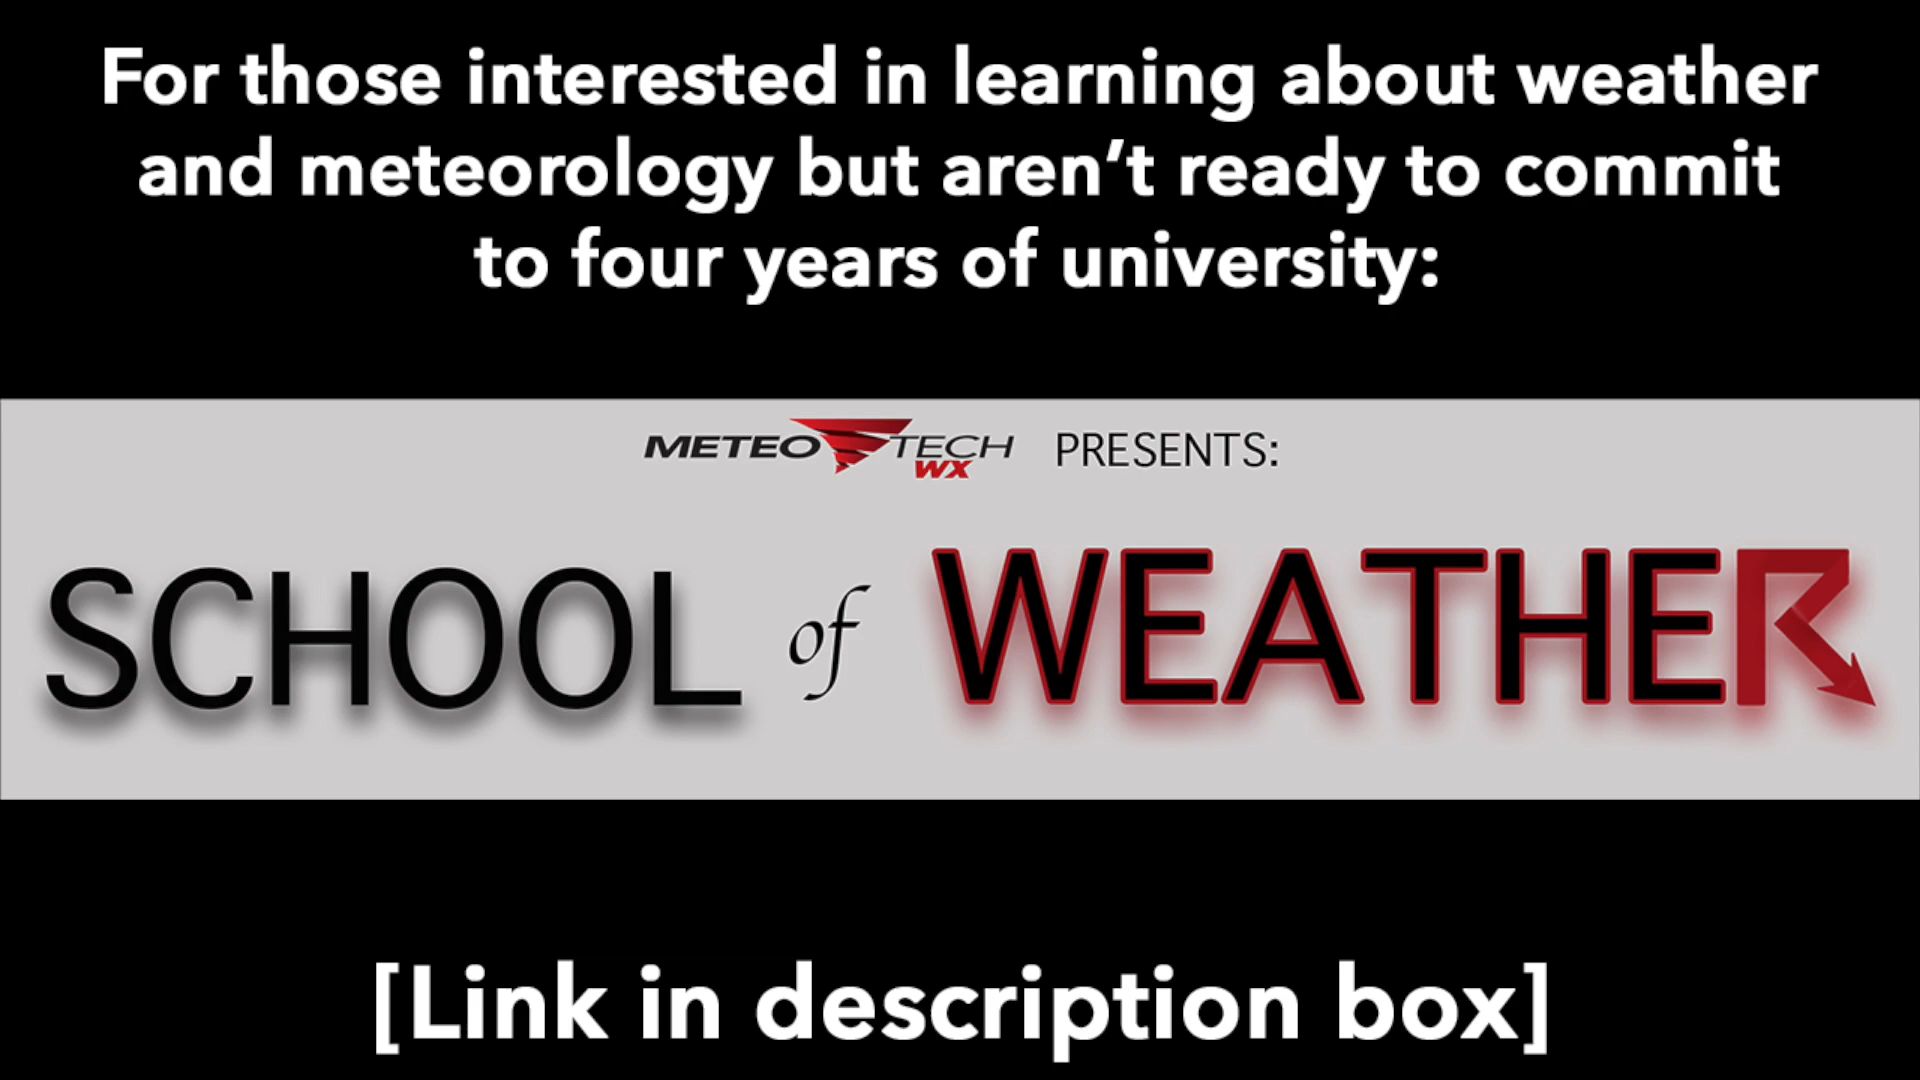 For those interested in learning about weather
and meteorology but aren’t ready to commit
to four years of university:
METEO TECH WX PRESENTS:
SCHOOL of WEATHER
[Link in description box]